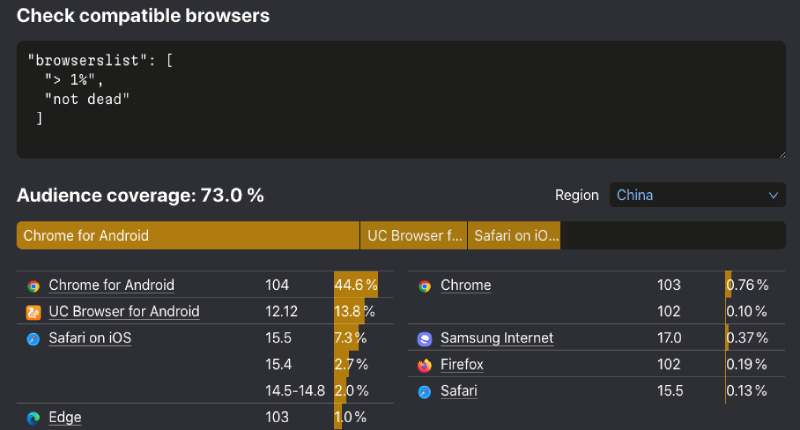 Check compatible browsers
"browserslist": [
"> 1%",
"not dead"
]
Audience coverage: 73.0 %
Region China
Chrome for Android UC Browser f... Safari on iO...
Chrome for Android 104 44.6 %
UC Browser for Android 12.12 13.8 %
Safari on iOS 15.5 7.3 %
15.4 2.7 %
14.5-14.8 2.0 %
Edge 103 1.0 %
Chrome 103 0.76 %
102 0.10 %
Samsung Internet 17.0 0.37 %
Firefox 102 0.19 %
Safari 15.5 0.13 %